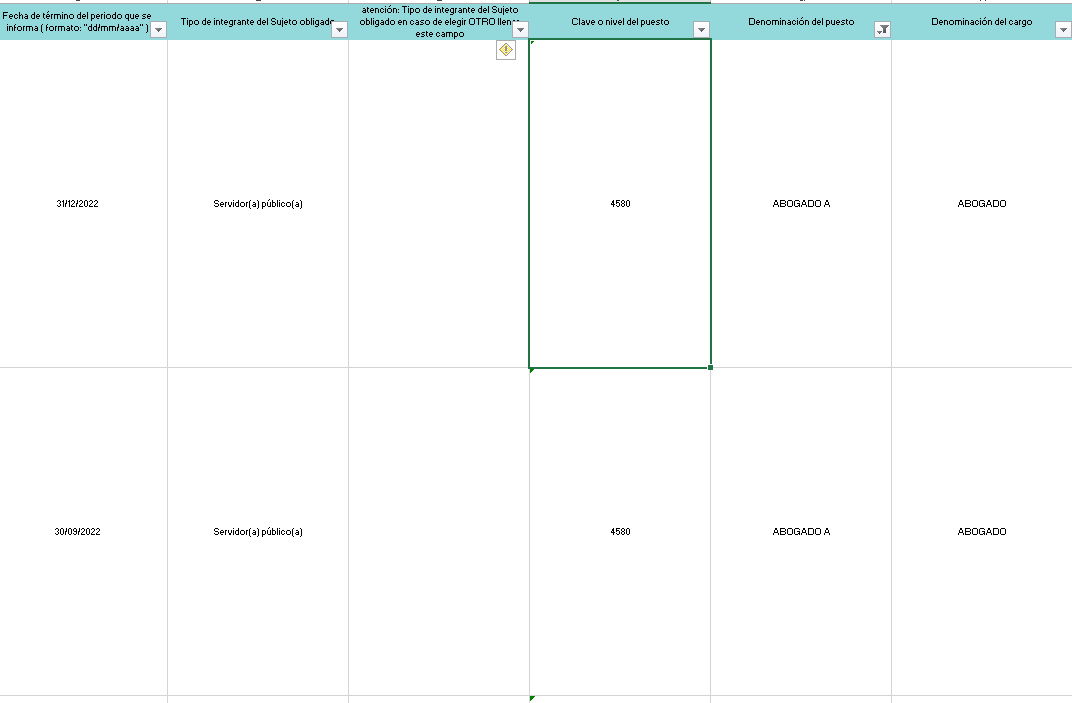 Fecha de término del periodo que se
informa ( formato: "dd/mm/aaaa" )
Tipo de integrante del Sujeto obligado
atención: Tipo de integrante del Sujeto
obligado en caso de elegir OTRO llenar
este campo
Clave o nivel del puesto
Denominación del puesto
Denominación del cargo
31/12/2022
Servidor(a) público(a)
4580
ABOGADO A
ABOGADO
30/09/2022
Servidor(a) público(a)
4580
ABOGADO A
ABOGADO